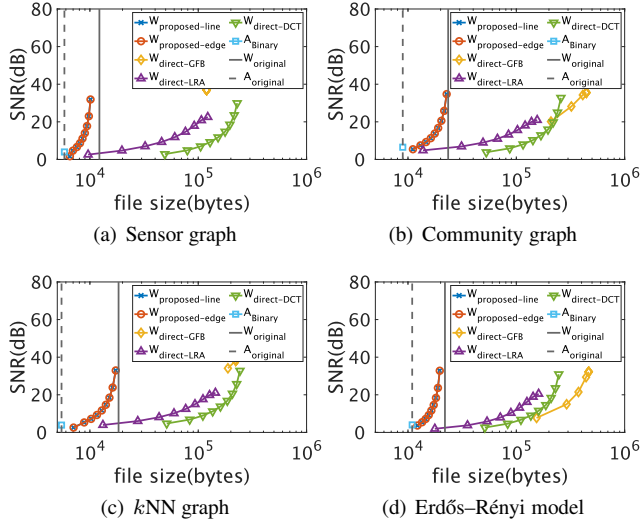 80
60
40
20
0
SNR(dB)
W proposed-line
W proposed-edge
W direct-GFB
W direct-LRA
W direct-DCT
A Binary
W original
A original
10^4
10^5
10^6
file size(bytes)
(a) Sensor graph
80
60
40
20
0
SNR(dB)
W proposed-line
W proposed-edge
W direct-GFB
W direct-LRA
W direct-DCT
A Binary
W original
A original
10^4
10^5
10^6
file size(bytes)
(b) Community graph
80
60
40
20
0
SNR(dB)
W proposed-line
W proposed-edge
W direct-GFB
W direct-LRA
W direct-DCT
A Binary
W original
A original
10^4
10^5
10^6
file size(bytes)
(c) kNN graph
80
60
40
20
0
SNR(dB)
W proposed-line
W proposed-edge
W direct-GFB
W direct-LRA
W direct-DCT
A Binary
W original
A original
10^4
10^5
10^6
file size(bytes)
(d) Erdős–Rényi model